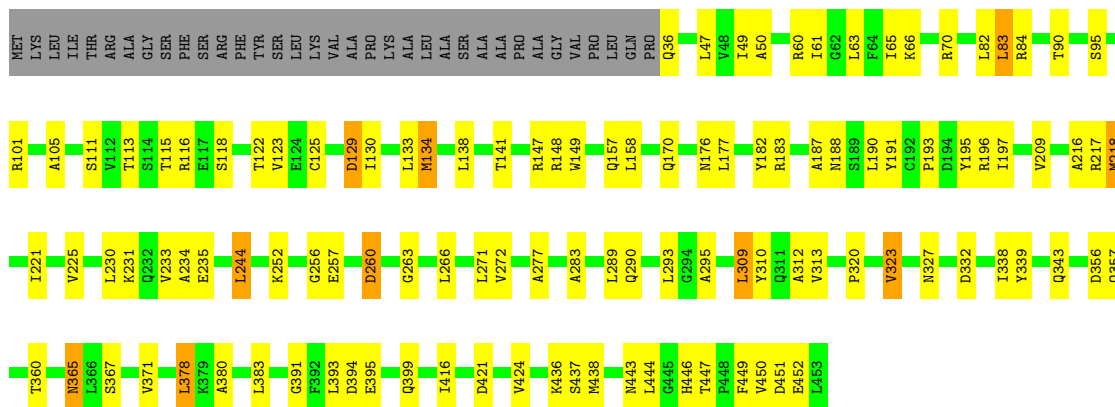 MET LYS LEU LEU ILE THR ARG ALA GLY SER PHE SER ARG PHE TYR SER LEU LYS VAL ALA PRO LYS ALA LEU ALA SER ALA ALA PRO ALA GLY VAL PRO LEU GLN PRO Q36 L47 V48 I49 A50 R60 I61 G62 L63 F64 I65 K66 R70 L82 L83 R84 T90 S95
R101 A105 S111 V112 T113 S114 T115 R116 E117 S118 T122 V123 E124 C125 D129 I130 L133 M134 L138 T141 R147 R148 W149 Q157 L158 Q170 N176 L177 Y182 R183 A187 N188 S189 L190 Y191 C192 P193 D194 Y195 R196 I197 V209 A216 R217 M218
I221 V225 L230 K231 Q232 V233 A234 E235 L244 K252 G256 E257 D260 G263 L266 L271 V272 A277 A283 L289 Q290 L293 G294 A295 L309 Y310 Q311 A312 V313 P320 V323 N327 D332 I338 Y339 Q343 D356
T360 N365 L366 S367 V371 L378 K379 A380 L383 G391 F392 L393 D394 E395 Q399 I416 D421 V424 K436 S437 M438 N443 L444 G445 H446 T447 P448 F449 V450 D451 E452 L453